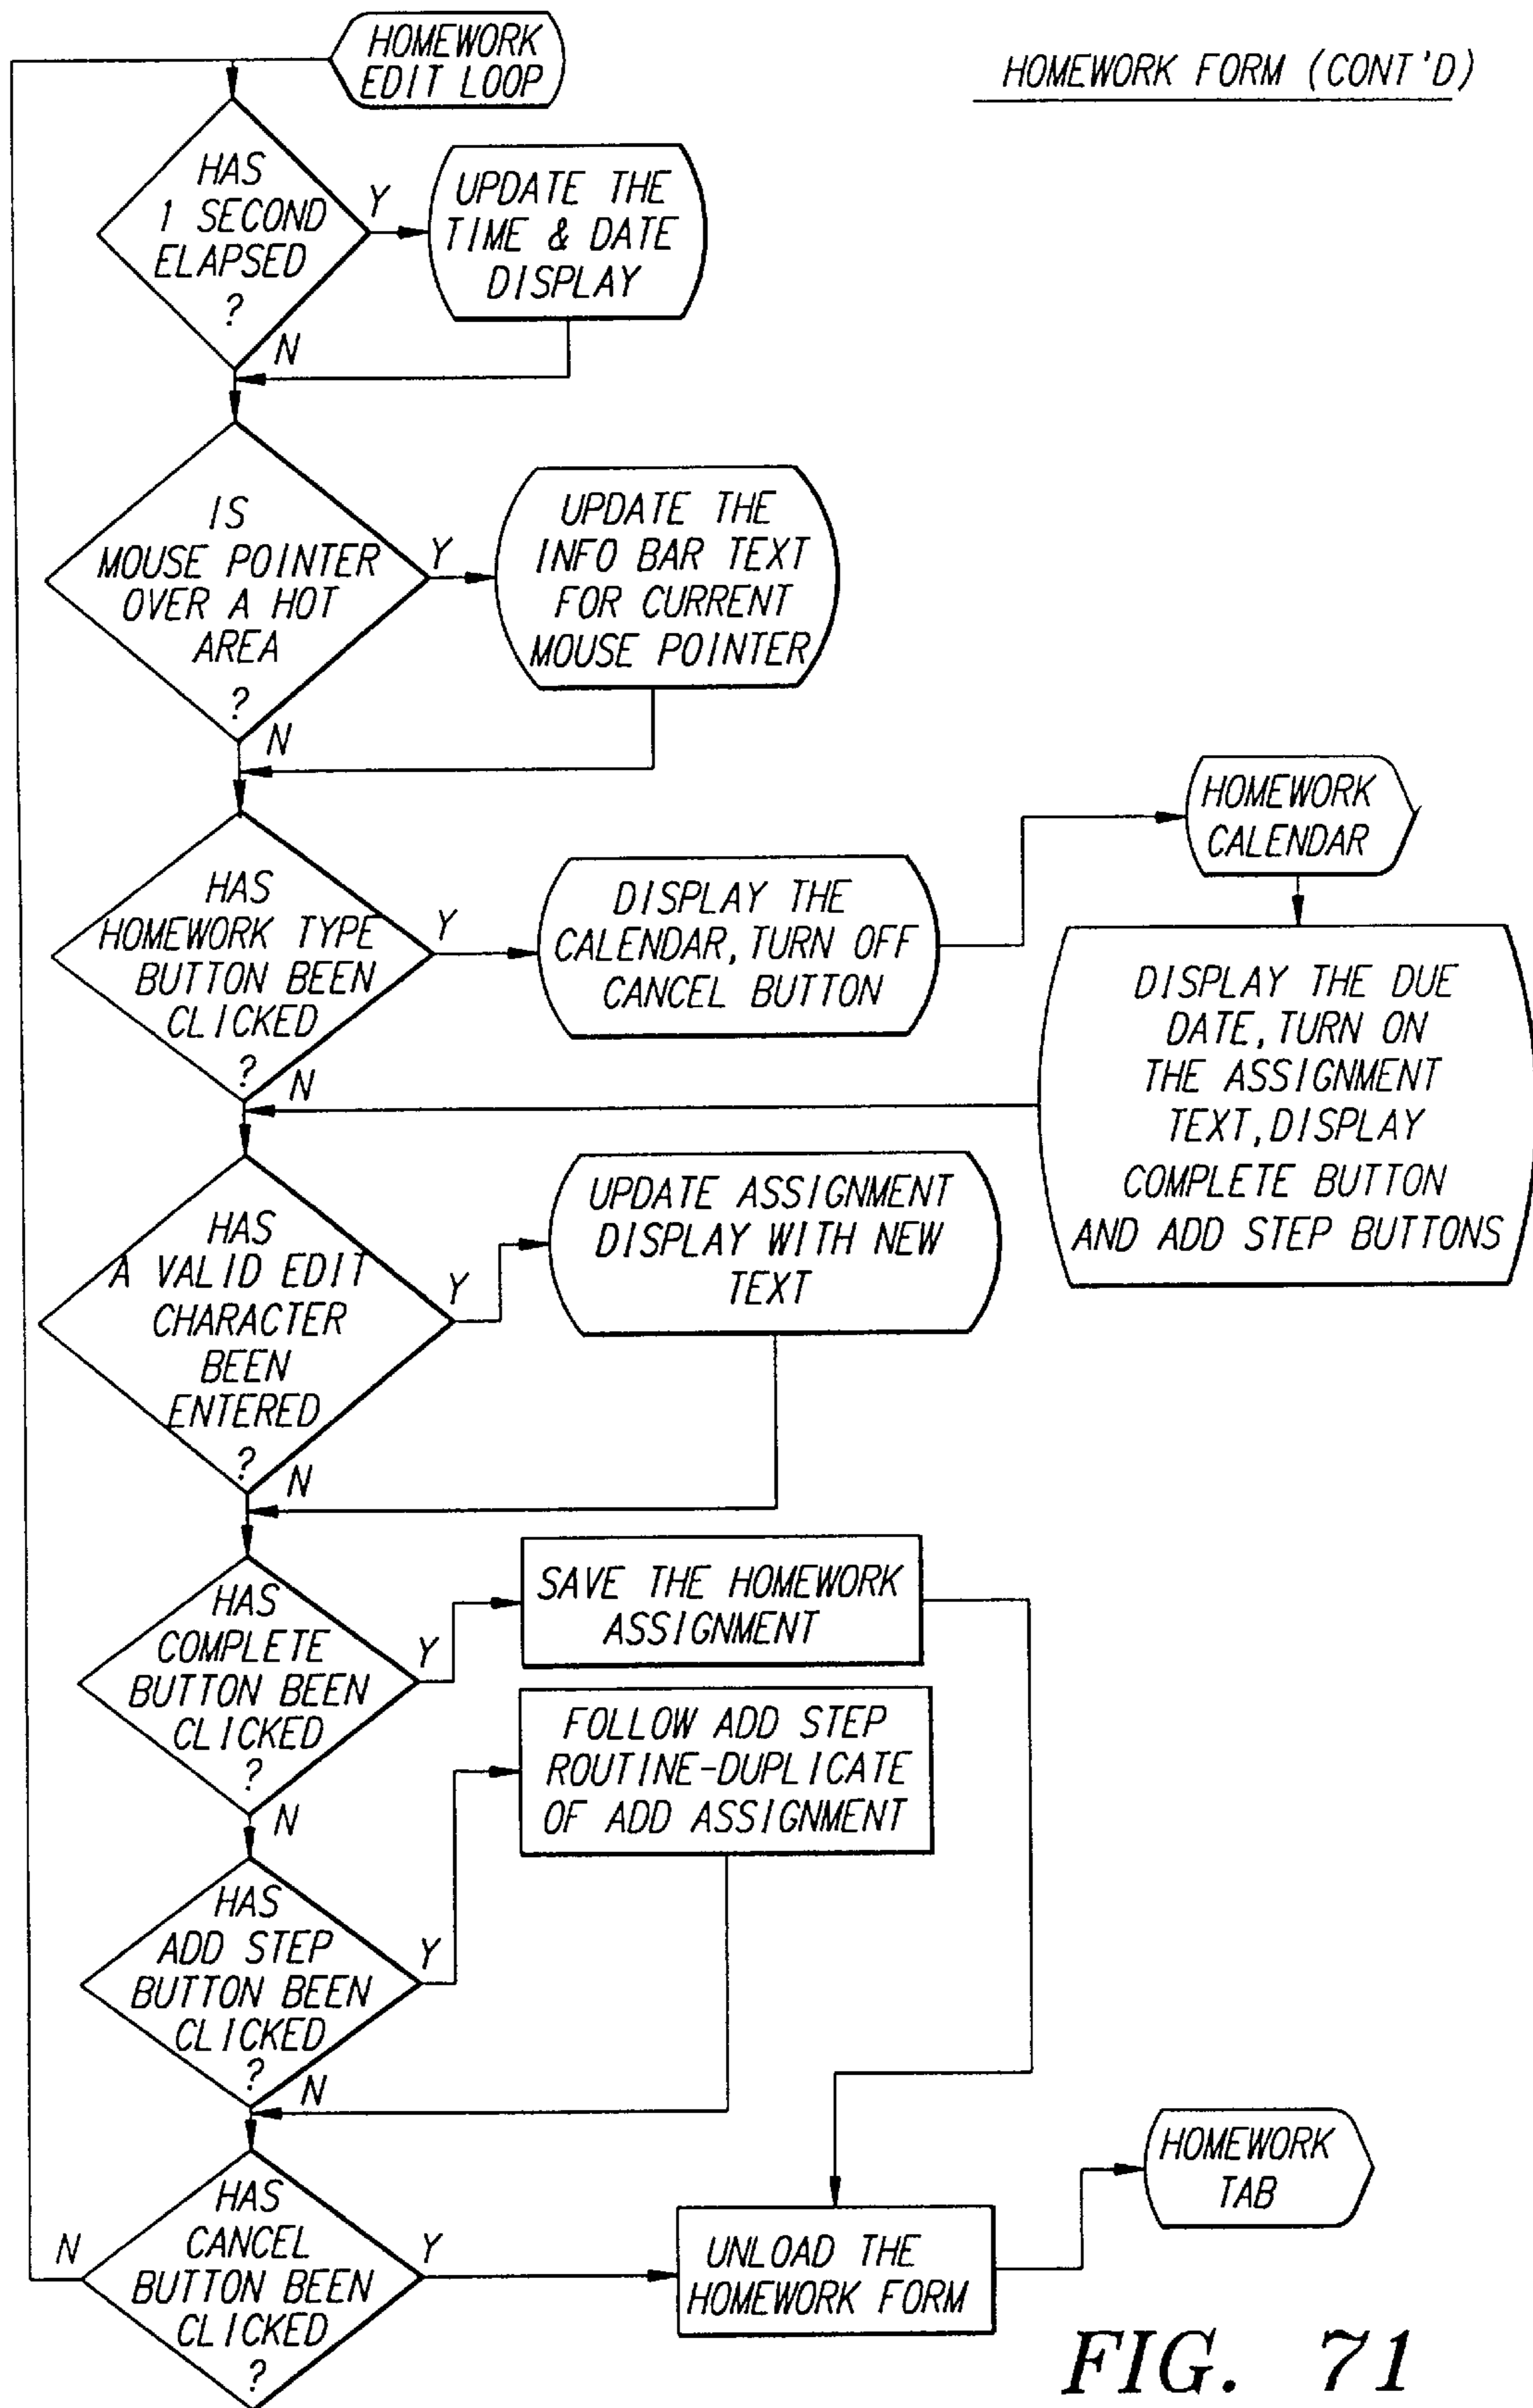 HOMEWORK
EDIT LOOP
HOMEWORK FORM (CONT'D)
HAS
1 SECOND
ELAPSED
?
Y
N
UPDATE THE
TIME & DATE
DISPLAY
IS
MOUSE POINTER
OVER A HOT
AREA
?
Y
N
UPDATE THE
INFO BAR TEXT
FOR CURRENT
MOUSE POINTER
HAS
HOMEWORK TYPE
BUTTON BEEN
CLICKED
?
Y
N
DISPLAY THE
CALENDAR, TURN OFF
CANCEL BUTTON
HOMEWORK
CALENDAR
DISPLAY THE DUE
DATE, TURN ON
THE ASSIGNMENT
TEXT, DISPLAY
COMPLETE BUTTON
AND ADD STEP BUTTONS
HAS
A VALID EDIT
CHARACTER
BEEN
ENTERED
?
Y
N
UPDATE ASSIGNMENT
DISPLAY WITH NEW
TEXT
HAS
COMPLETE
BUTTON BEEN
CLICKED
?
Y
N
SAVE THE HOMEWORK
ASSIGNMENT
FOLLOW ADD STEP
ROUTINE-DUPLICATE
OF ADD ASSIGNMENT
HAS
ADD STEP
BUTTON BEEN
CLICKED
?
Y
N
HAS
CANCEL
BUTTON BEEN
CLICKED
?
N
Y
UNLOAD THE
HOMEWORK FORM
HOMEWORK
TAB
FIG. 71